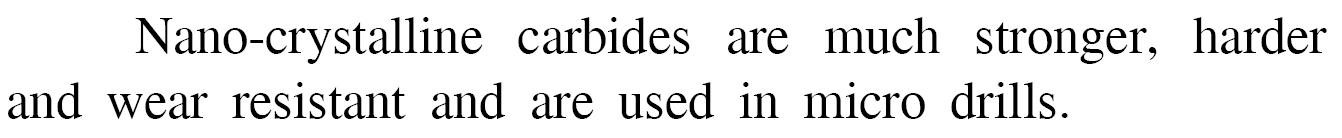 Nano-crystalline carbides are much stronger, harder
and wear resistant and are used in micro drills.